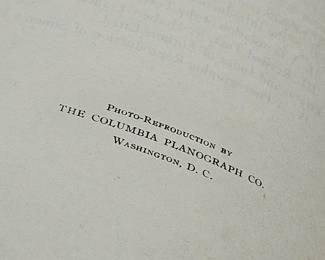 PHOTO-REPRODUCTION BY
THE COLUMBIA PLANOGRAPH CO.
WASHINGTON, D. C.